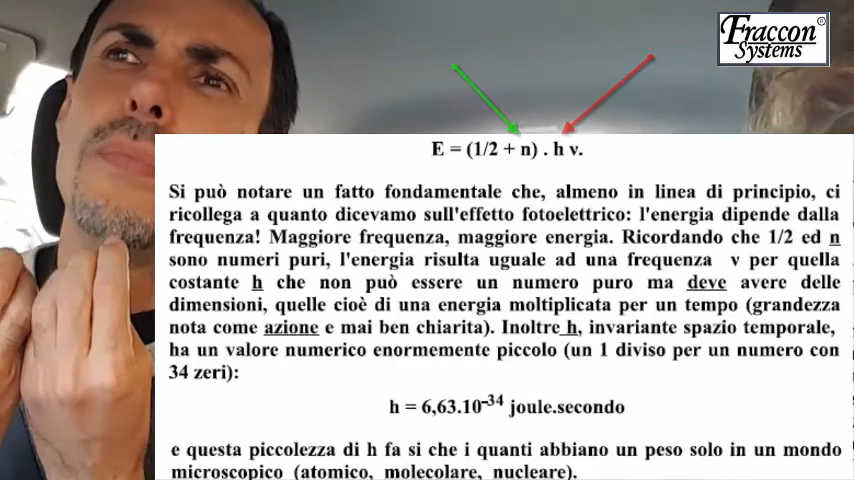 Fraccon®
Systems
E = (1/2 + n) . h ν.
Si può notare un fatto fondamentale che, almeno in linea di principio, ci
ricollega a quanto dicevamo sull'effetto fotoelettrico: l'energia dipende dalla
frequenza! Maggiore frequenza, maggiore energia. Ricordando che 1/2 ed n
sono numeri puri, l'energia risulta uguale ad una frequenza ν per quella
costante h che non può essere un numero puro ma deve avere delle
dimensioni, quelle cioè di una energia moltiplicata per un tempo (grandezza
nota come azione e mai ben chiarita). Inoltre h, invariante spazio temporale,
ha un valore numerico enormemente piccolo (un 1 diviso per un numero con
34 zeri):
h = 6,63.10⁻³⁴ joule.secondo
e questa piccolezza di h fa si che i quanti abbiano un peso solo in un mondo
microscopico (atomico, molecolare, nucleare).